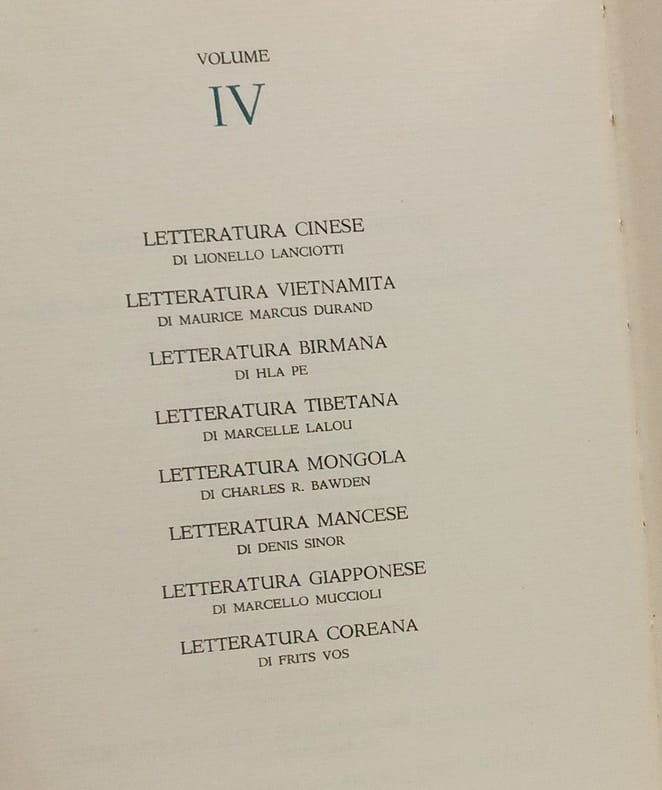 VOLUME
IV
LETTERATURA CINESE
DI LIONELLO LANCIOTTI
LETTERATURA VIETNAMITA
DI MAURICE MARCUS DURAND
LETTERATURA BIRMANA
DI HLA PE
LETTERATURA TIBETANA
DI MARCELLE LALOU
LETTERATURA MONGOLA
DI CHARLES R. BAWDEN
LETTERATURA MANCESE
DI DENIS SINOR
LETTERATURA GIAPPONESE
DI MARCELLO MUCCIOLI
LETTERATURA COREANA
DI FRITS VOS